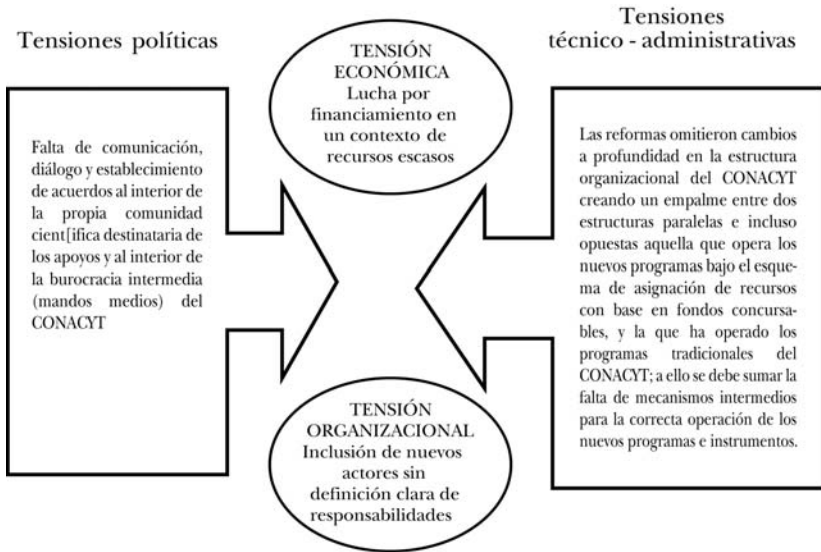 Tensiones políticas
Falta de comunicación,
diálogo y establecimiento
de acuerdos al interior de
la propia comunidad
cient[ifica destinataria de
los apoyos y al interior de
la burocracia intermedia
(mandos medios) del
CONACYT
TENSIÓN
ECONÓMICA
Lucha por
financiamiento en
un contexto de
recursos escasos
TENSIÓN
ORGANIZACIONAL
Inclusión de nuevos
actores sin
definición clara de
responsabilidades
Tensiones
técnico - administrativas
Las reformas omitieron cambios
a profundidad en la estructura
organizacional del CONACYT
creando un empalme entre dos
estructuras paralelas e incluso
opuestas aquella que opera los
nuevos programas bajo el esque-
ma de asignación de recursos
con base en fondos concursa-
bles, y la que ha operado los
programas tradicionales del
CONACYT; a ello se debe sumar la
falta de mecanismos intermedios
para la correcta operación de los
nuevos programas e instrumentos.